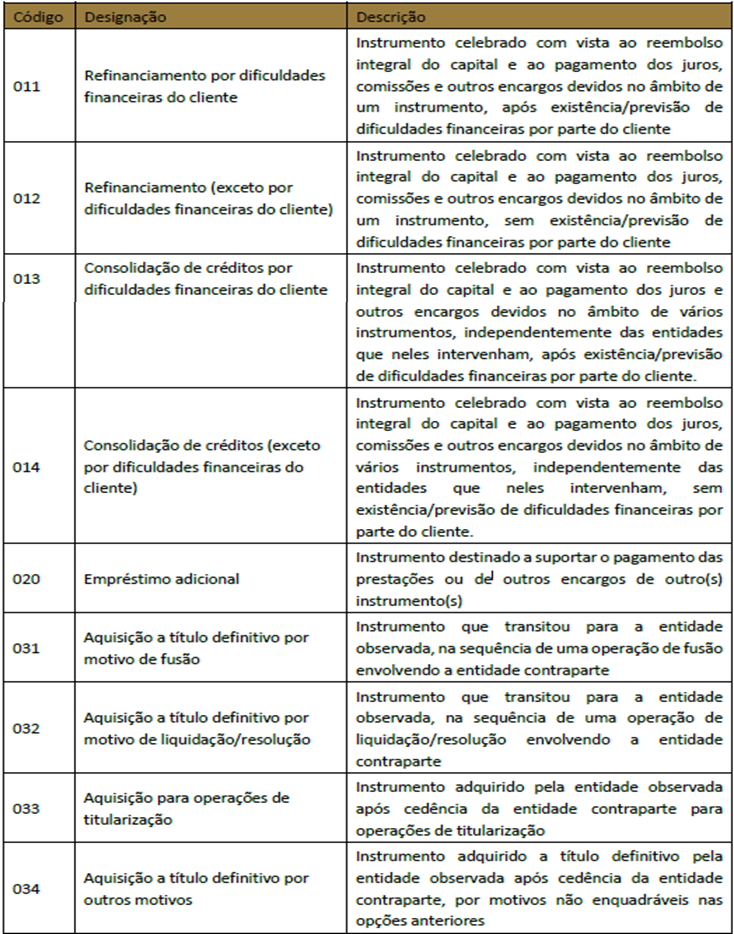 Código Designação Descrição
011
Refinanciamento por dificuldades
financeiras do cliente
Instrumento celebrado com vista ao reembolso
integral do capital e ao pagamento dos juros,
comissões e outros encargos devidos no âmbito de
um instrumento, após existência/previsão de
dificuldades financeiras por parte do cliente
012
Refinanciamento (exceto por
dificuldades financeiras do cliente)
Instrumento celebrado com vista ao reembolso
integral do capital e ao pagamento dos juros,
comissões e outros encargos devidos no âmbito de
um instrumento, sem existência/previsão de
dificuldades financeiras por parte do cliente
013
Consolidação de créditos por
dificuldades financeiras do cliente
Instrumento celebrado com vista ao reembolso
integral do capital e ao pagamento dos juros e
outros encargos devidos no âmbito de vários
instrumentos, independentemente das entidades
que neles intervenham, após existência/previsão
de dificuldades financeiras por parte do cliente.
014
Consolidação de créditos (exceto
por dificuldades financeiras do
cliente)
Instrumento celebrado com vista ao reembolso
integral do capital e ao pagamento dos juros,
comissões e outros encargos devidos no âmbito de
vários instrumentos, independentemente das
entidades que neles intervenham, sem
existência/previsão de dificuldades financeiras por
parte do cliente.
020
Empréstimo adicional
Instrumento destinado a suportar o pagamento das
prestações ou de outros encargos de outro(s)
instrumento(s)
031
Aquisição a título definitivo por
motivo de fusão
Instrumento que transitou para a entidade
observada, na sequência de uma operação de fusão
envolvendo a entidade contraparte
032
Aquisição a título definitivo por
motivo de liquidação/resolução
Instrumento que transitou para a entidade
observada, na sequência de uma operação de
liquidação/resolução envolvendo a entidade
contraparte
033
Aquisição para operações de
titularização
Instrumento adquirido pela entidade observada
após cedência da entidade contraparte para
operações de titularização
034
Aquisição a título definitivo por
outros motivos
Instrumento adquirido a título definitivo pela
entidade observada após cedência da entidade
contraparte, por motivos não enquadráveis nas
opções anteriores